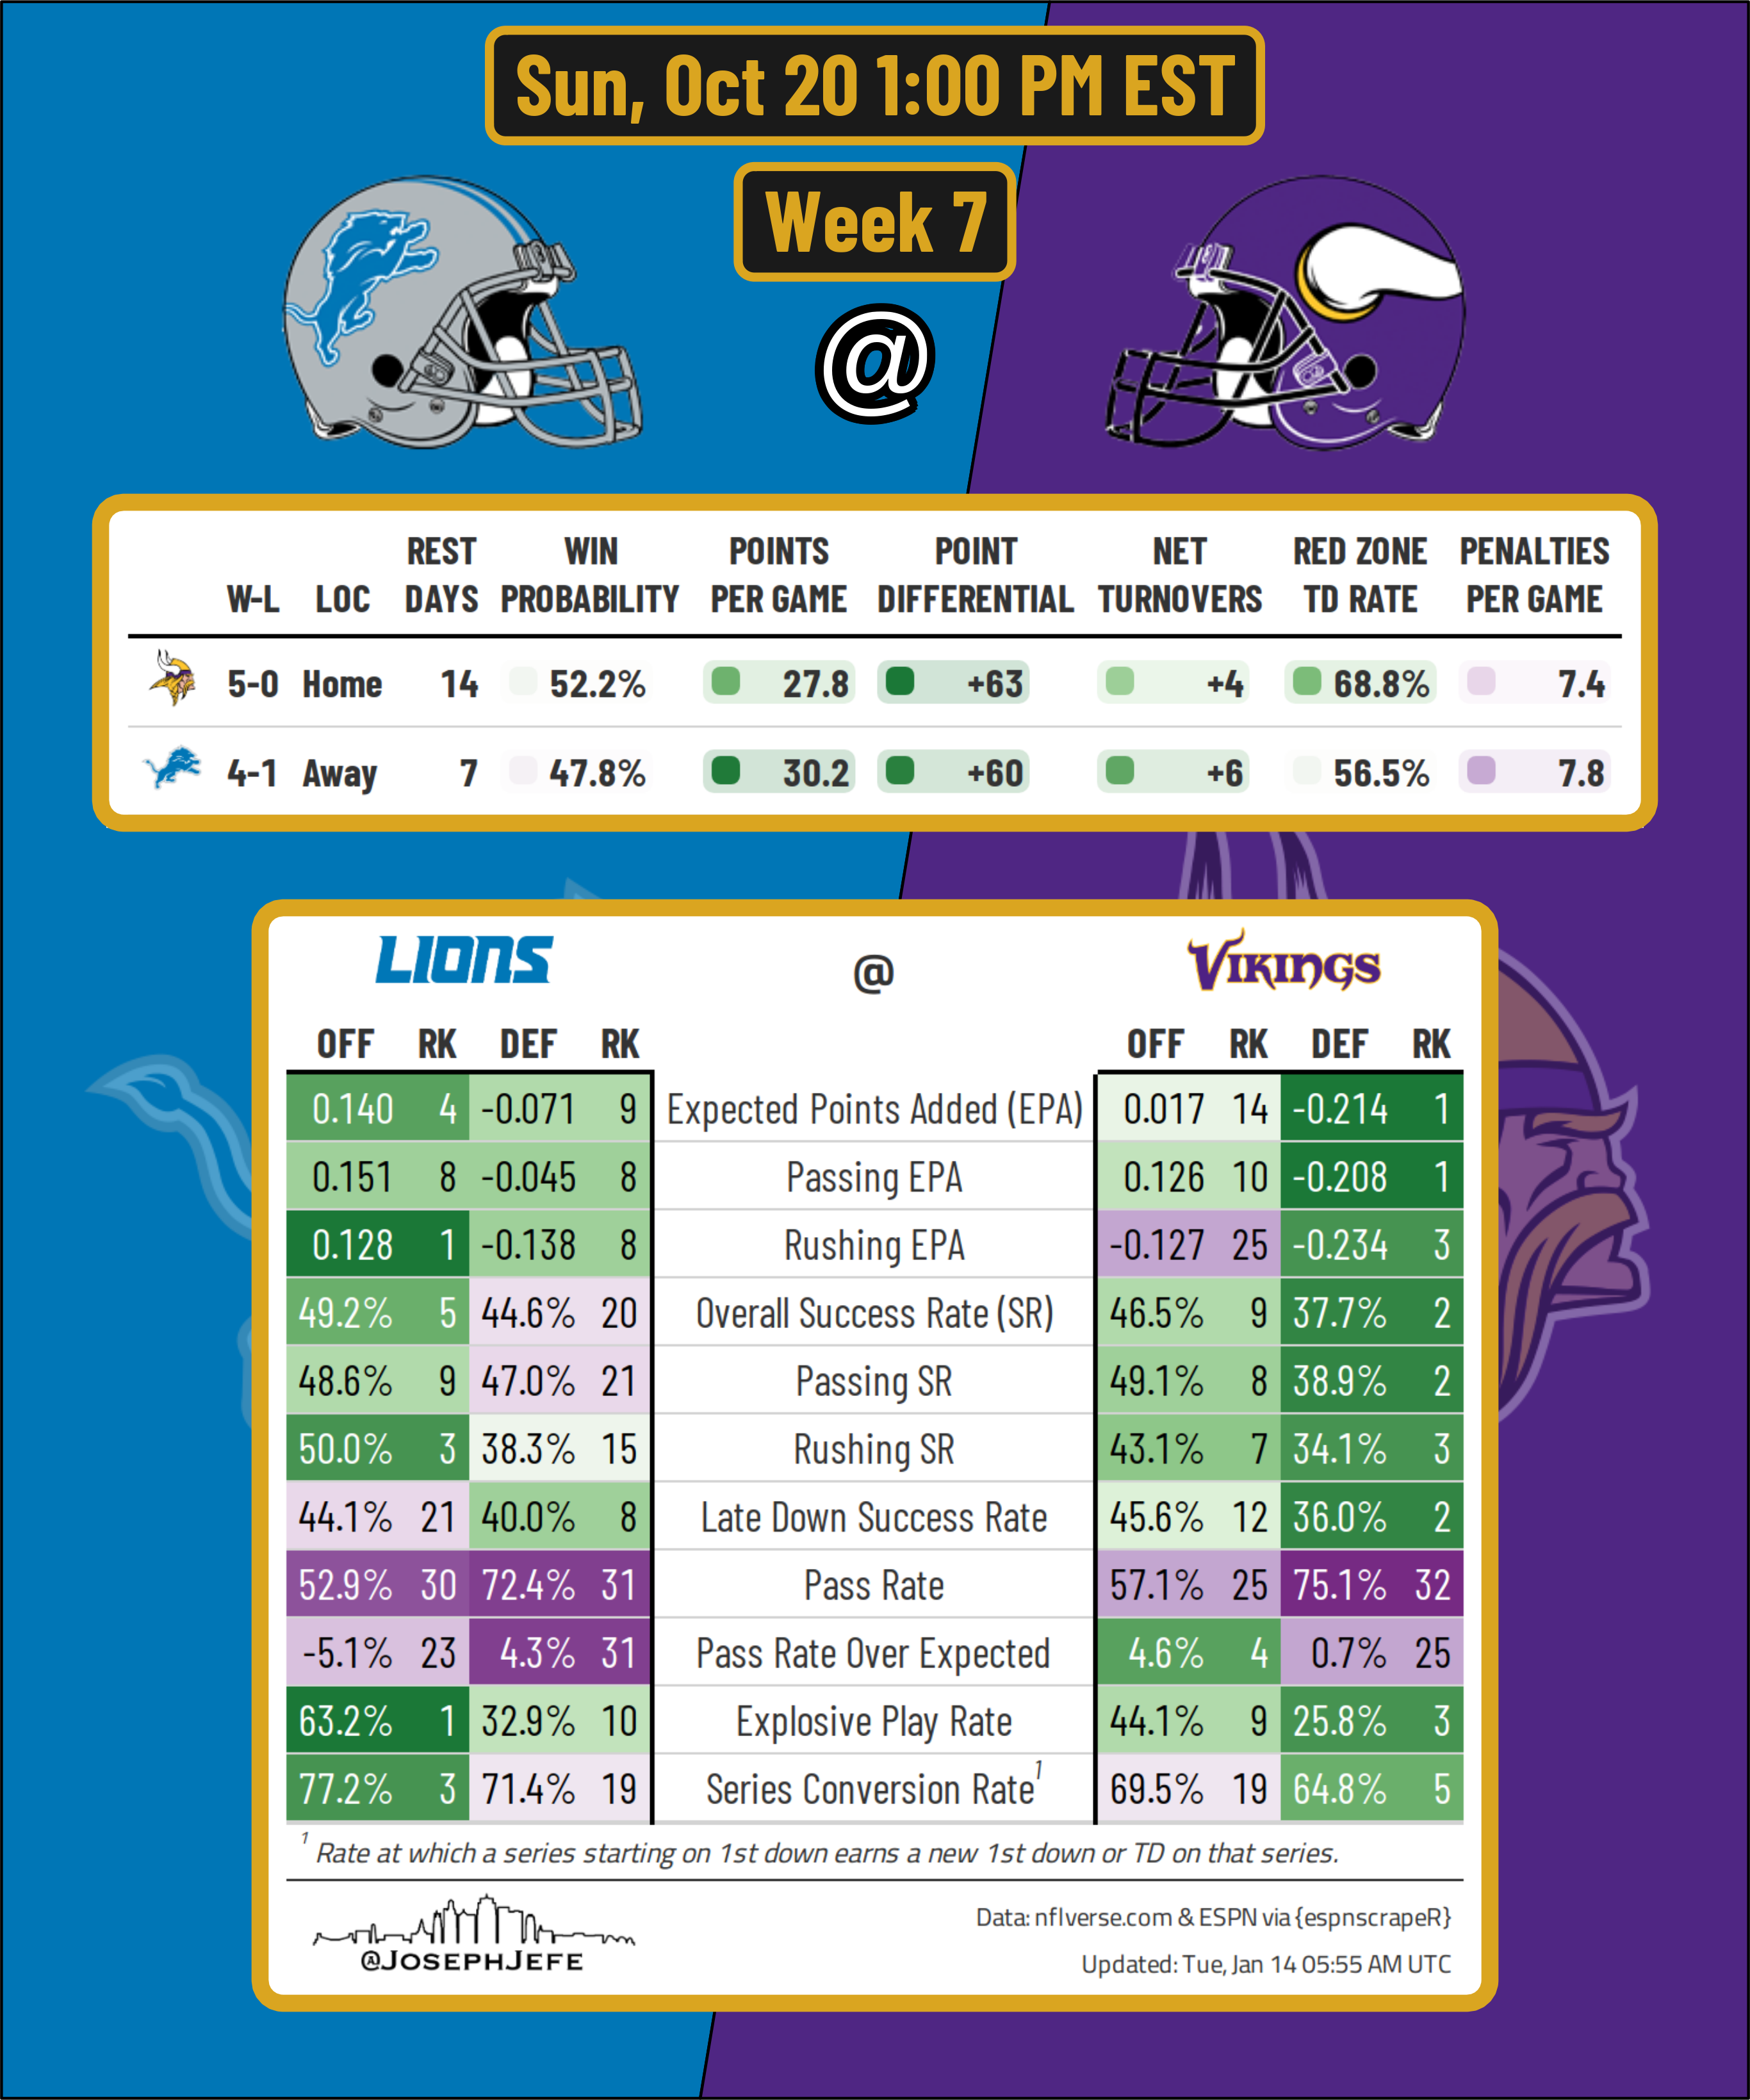 Sun, Oct 20 1:00 PM EST
Week 7
@
W-L LOC REST DAYS WIN PROBABILITY POINTS PER GAME POINT DIFFERENTIAL NET TURNOVERS RED ZONE TD RATE PENALTIES PER GAME
5-0 Home 14 52.2% 27.8 +63 +4 68.8% 7.4
4-1 Away 7 47.8% 30.2 +60 +6 56.5% 7.8
LIONS @ VIKINGS
OFF RK DEF RK OFF RK DEF RK
0.140 4 -0.071 9 Expected Points Added (EPA) 0.017 14 -0.214 1
0.151 8 -0.045 8 Passing EPA 0.126 10 -0.208 1
0.128 1 -0.138 8 Rushing EPA -0.127 25 -0.234 3
49.2% 5 44.6% 20 Overall Success Rate (SR) 46.5% 9 37.7% 2
48.6% 9 47.0% 21 Passing SR 49.1% 8 38.9% 2
50.0% 3 38.3% 15 Rushing SR 43.1% 7 34.1% 3
44.1% 21 40.0% 8 Late Down Success Rate 45.6% 12 36.0% 2
52.9% 30 72.4% 31 Pass Rate 57.1% 25 75.1% 32
-5.1% 23 4.3% 31 Pass Rate Over Expected 4.6% 4 0.7% 25
63.2% 1 32.9% 10 Explosive Play Rate 44.1% 9 25.8% 3
77.2% 3 71.4% 19 Series Conversion Rate¹ 69.5% 19 64.8% 5
¹ Rate at which a series starting on 1st down earns a new 1st down or TD on that series.
@JOSEPHJEFE
Data: nflverse.com & ESPN via {espnscrapeR}
Updated: Tue, Jan 14 05:55 AM UTC